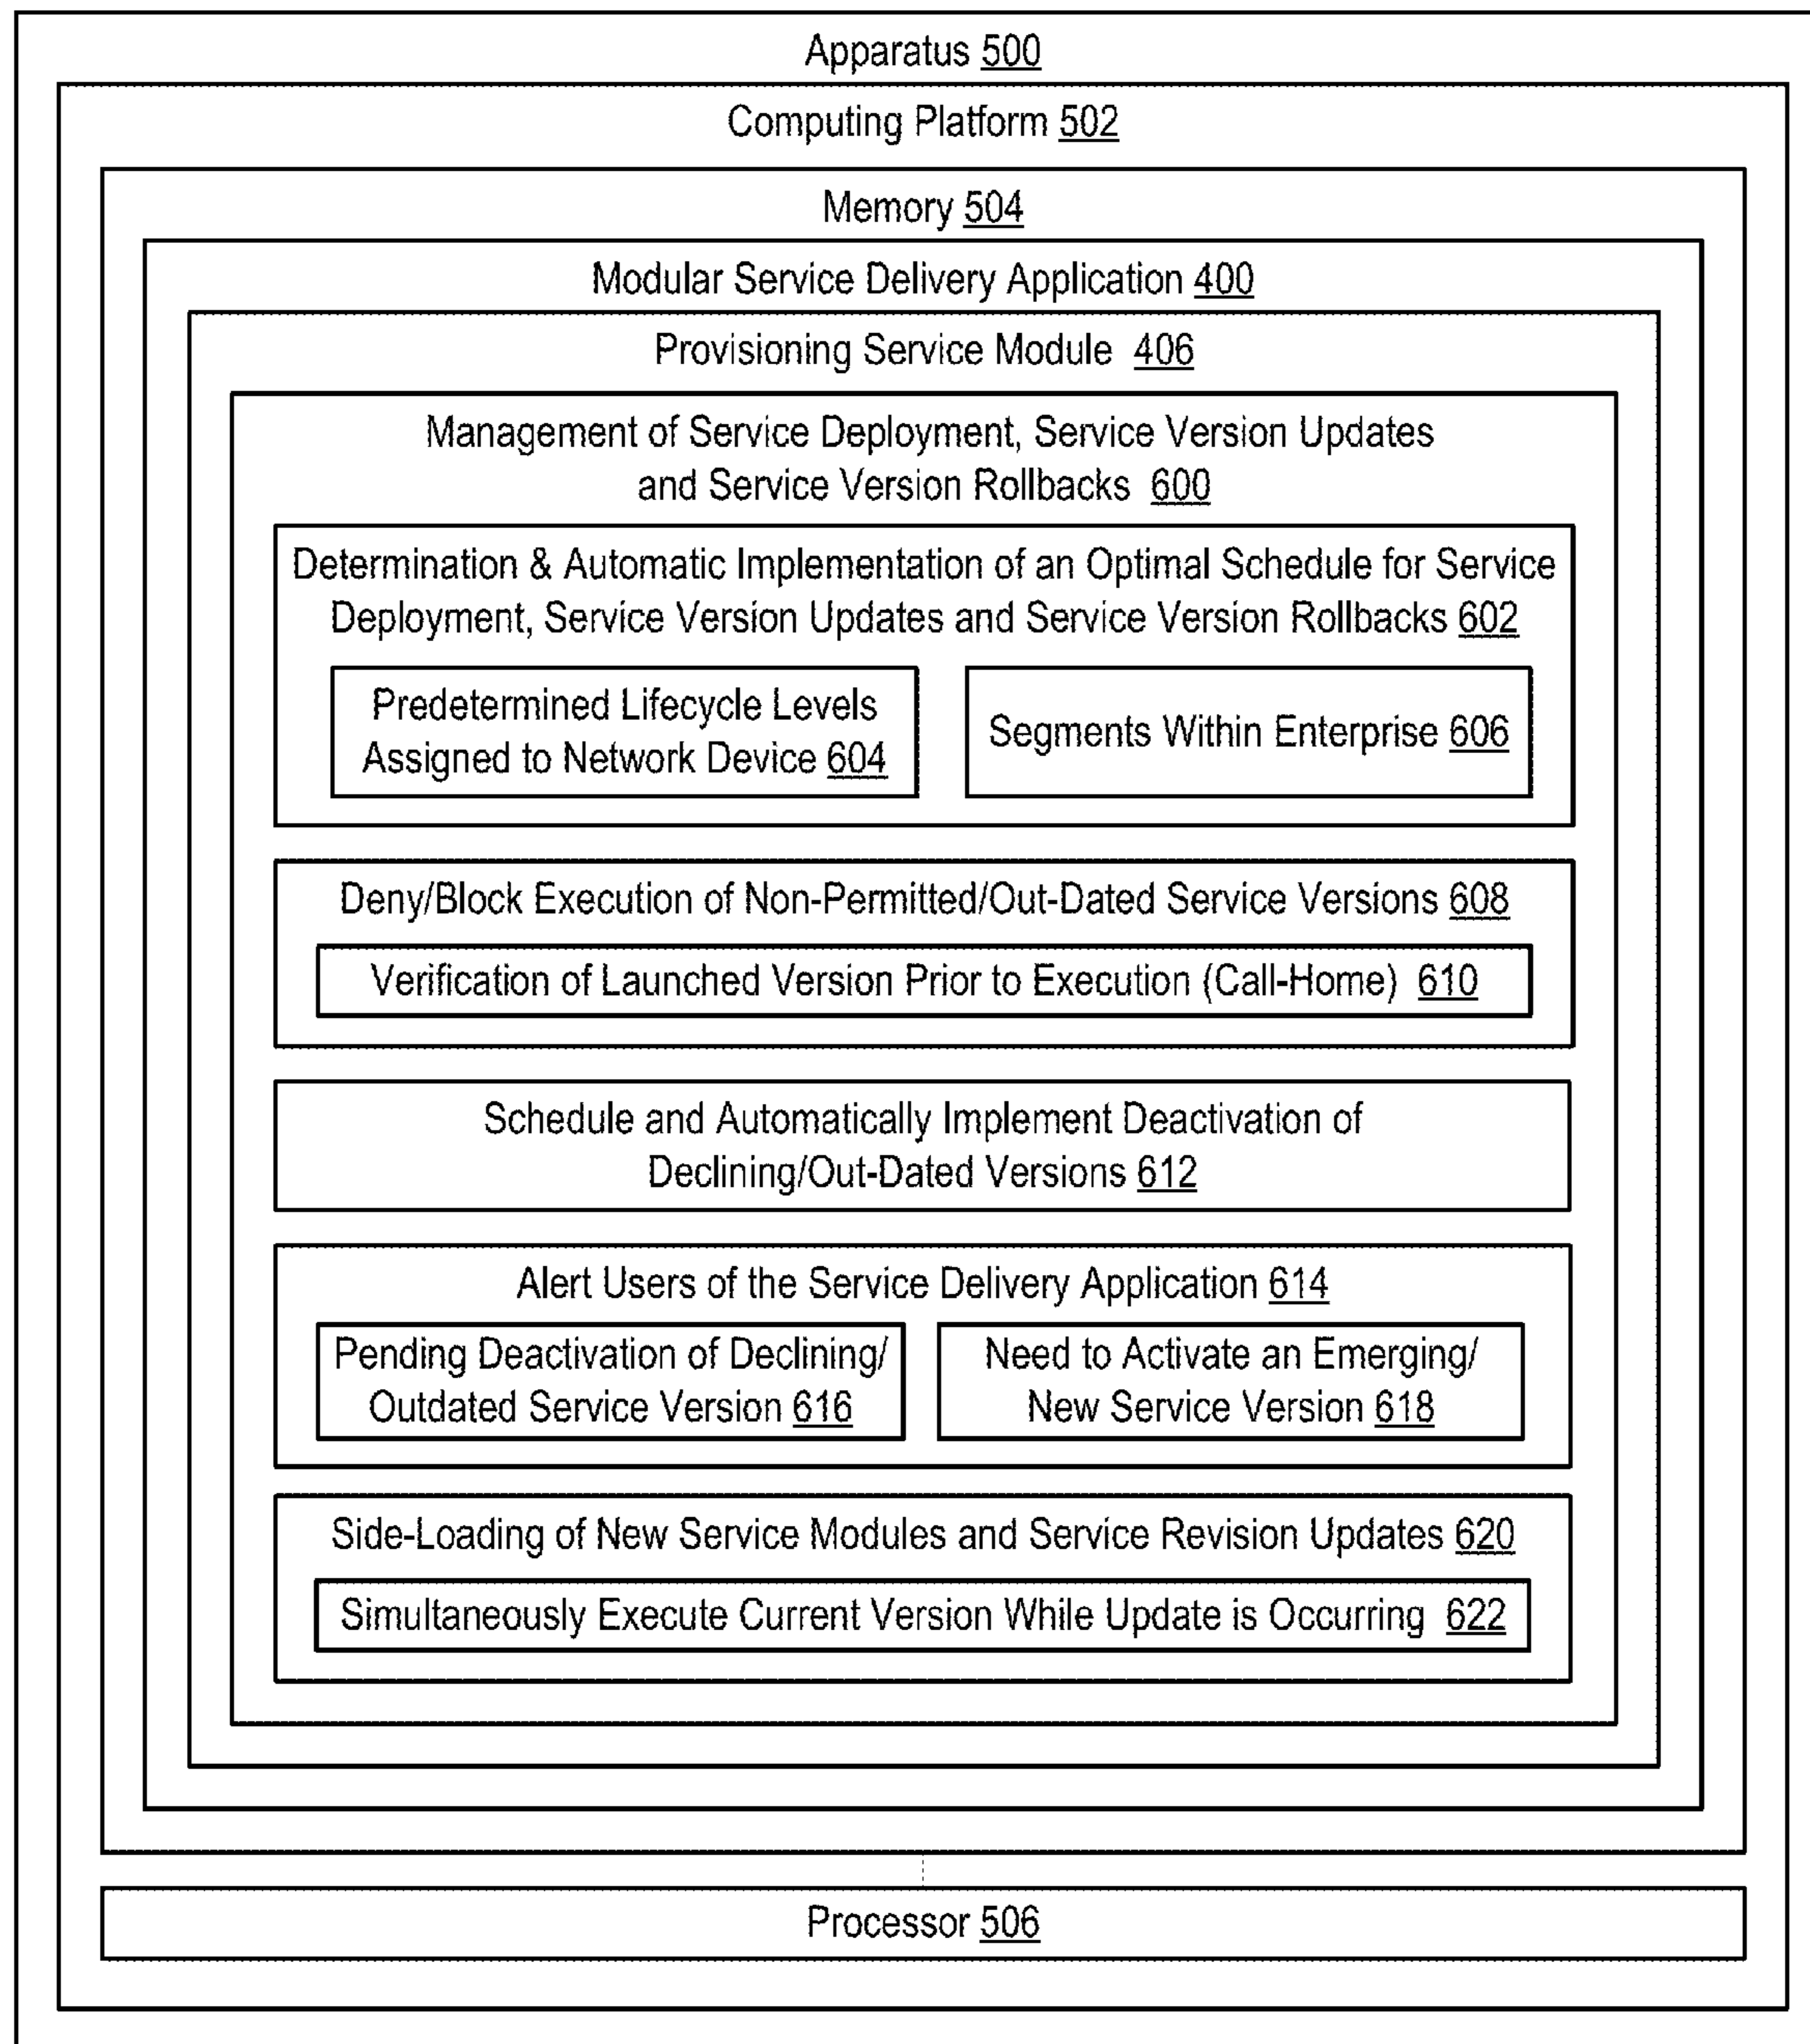 Apparatus 500
Computing Platform 502
Memory 504
Modular Service Delivery Application 400
Provisioning Service Module 406
Management of Service Deployment, Service Version Updates
and Service Version Rollbacks 600
Determination & Automatic Implementation of an Optimal Schedule for Service
Deployment, Service Version Updates and Service Version Rollbacks 602
Predetermined Lifecycle Levels
Assigned to Network Device 604
Segments Within Enterprise 606
Deny/Block Execution of Non-Permitted/Out-Dated Service Versions 608
Verification of Launched Version Prior to Execution (Call-Home) 610
Schedule and Automatically Implement Deactivation of
Declining/Out-Dated Versions 612
Alert Users of the Service Delivery Application 614
Pending Deactivation of Declining/
Outdated Service Version 616
Need to Activate an Emerging/
New Service Version 618
Side-Loading of New Service Modules and Service Revision Updates 620
Simultaneously Execute Current Version While Update is Occurring 622
Processor 506